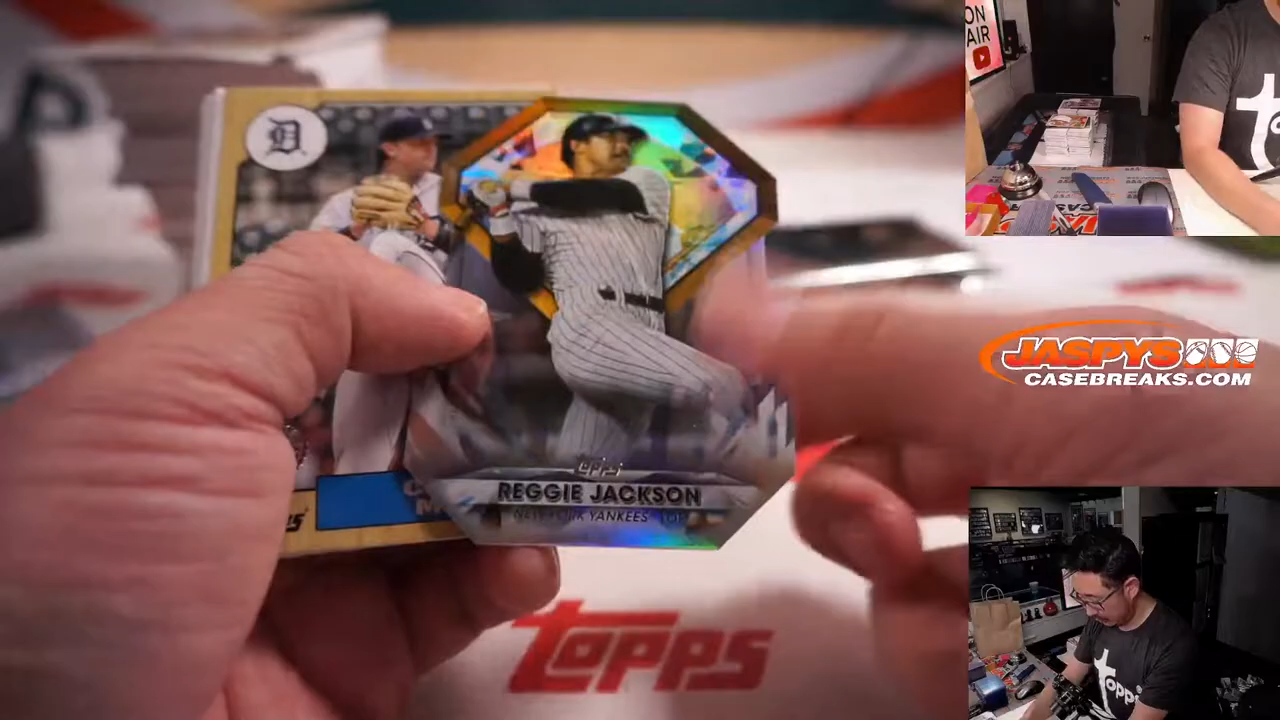 ON
AIR
D
TOPPS
REGGIE JACKSON
NEW YORK YANKEES
JASPYS
CASEBREAKS.COM
TOPPS